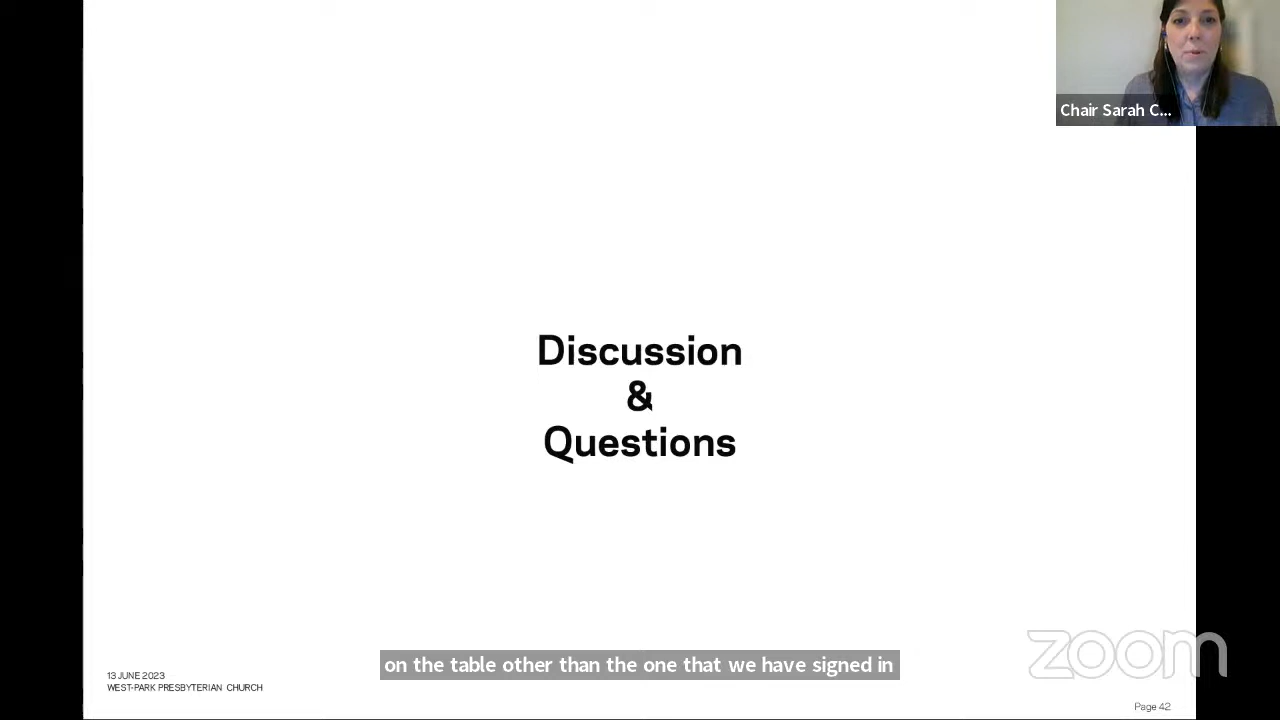 Chair Sarah C...
Discussion
&
Questions
on the table other than the one that we have signed in
13 JUNE 2023
WEST-PARK PRESBYTERIAN CHURCH
zoom
Page 42